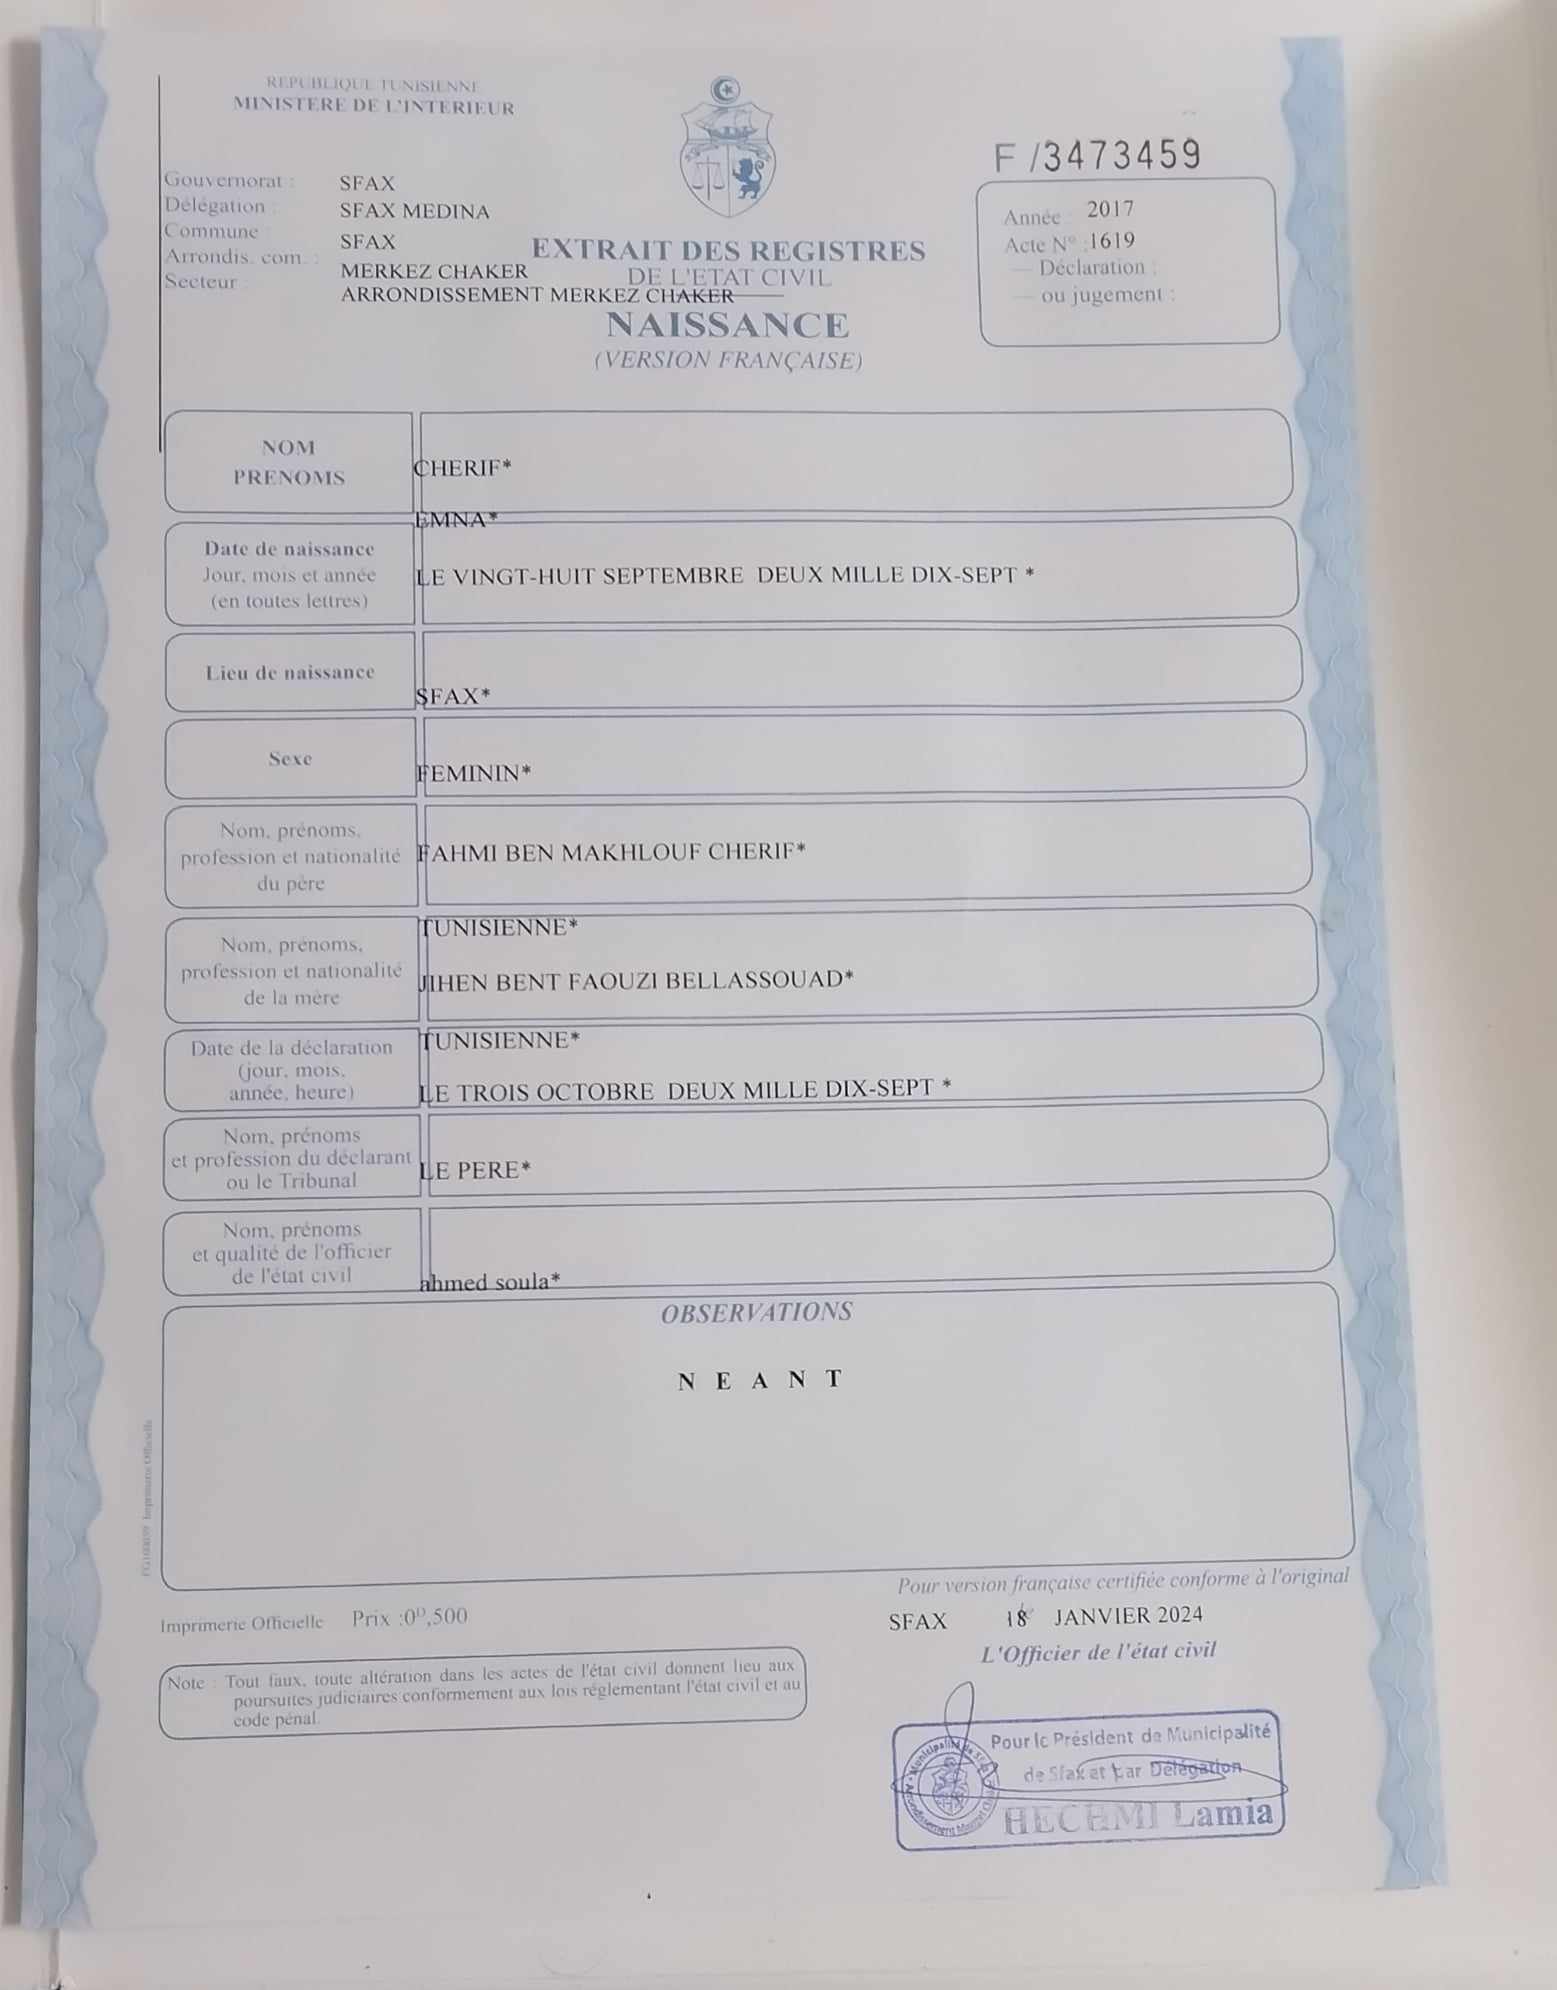 REPUBLIQUE TUNISIENNE
MINISTERE DE L'INTERIEUR
F /3473459
Gouvernorat : SFAX
Délégation : SFAX MEDINA
Commune : SFAX
Arrondis. com. : MERKEZ CHAKER
Secteur : ARRONDISSEMENT MERKEZ CHAKER
Année : 2017
Acte N° : 1619
— Déclaration :
— ou jugement :
EXTRAIT DES REGISTRES
DE L'ETAT CIVIL
NAISSANCE
(VERSION FRANÇAISE)
NOM
PRENOMS
CHERIF*
EMNA*
Date de naissance
Jour, mois et année
(en toutes lettres)
LE VINGT-HUIT SEPTEMBRE DEUX MILLE DIX-SEPT *
Lieu de naissance
SFAX*
Sexe
FEMININ*
Nom, prénoms,
profession et nationalité
du père
FAHMI BEN MAKHLOUF CHERIF*
TUNISIENNE*
Nom, prénoms,
profession et nationalité
de la mère
JIHEN BENT FAOUZI BELLASSOUAD*
TUNISIENNE*
Date de la déclaration
(jour, mois,
année, heure)
LE TROIS OCTOBRE DEUX MILLE DIX-SEPT *
Nom, prénoms
et profession du déclarant
ou le Tribunal
LE PERE*
Nom, prénoms
et qualité de l'officier
de l'état civil
ahmed soula*
OBSERVATIONS
N E A N T
Imprimerie Officielle
Pour version française certifiée conforme à l'original
Imprimerie Officielle Prix :0ᴰ,500
SFAX 18 JANVIER 2024
L'Officier de l'état civil
Note : Tout faux, toute altération dans les actes de l'état civil donnent lieu aux
poursuites judiciaires conformement aux lois réglementant l'état civil et au
code pénal.
Pour le Président de Municipalité
de Sfax et par Délégation
HECHMI Lamia